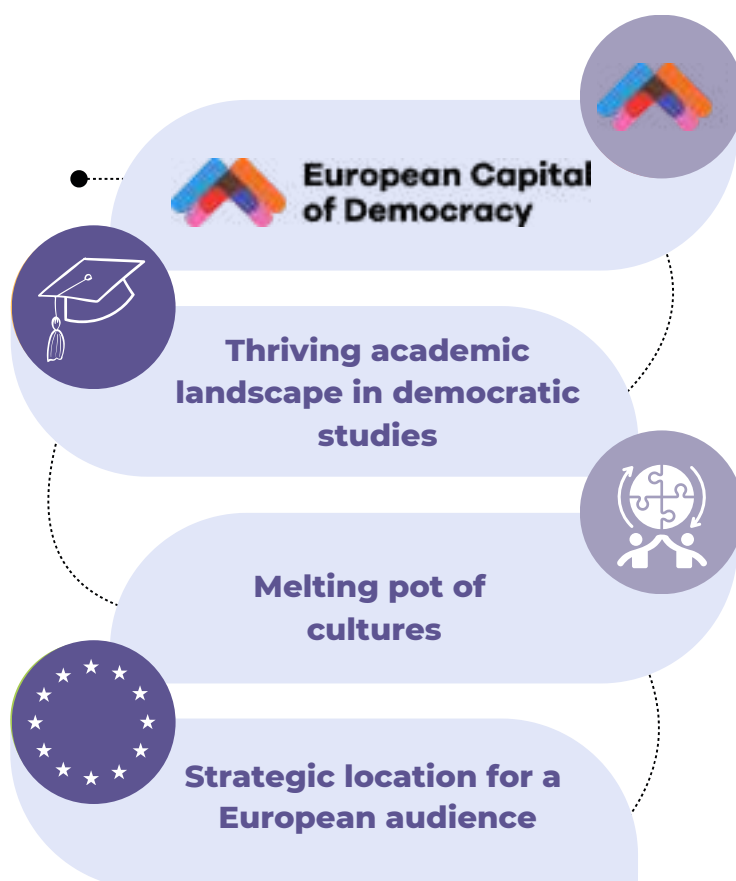 European Capital
of Democracy
Thriving academic
landscape in democratic
studies
Melting pot of
cultures
Strategic location for a
European audience